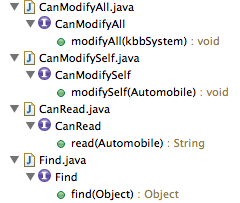 CanModifyAll.java
CanModifyAll
modifyAll(kbbSystem) : void
CanModifySelf.java
CanModifySelf
modifySelf(Automobile) : void
CanRead.java
CanRead
read(Automobile) : String
Find.java
Find
find(Object) : Object